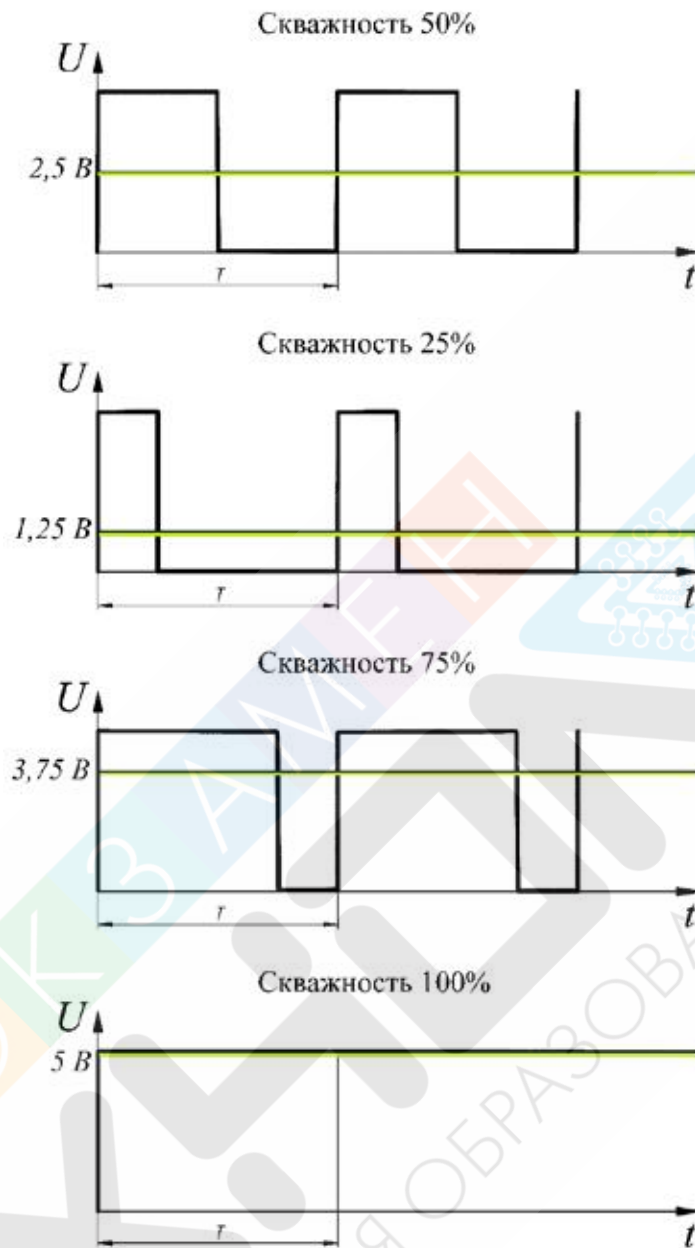 Скважность 50%
U
2,5 В
T
t
Скважность 25%
U
1,25 В
T
t
Скважность 75%
U
3,75 В
T
t
Скважность 100%
U
5 В
T
t